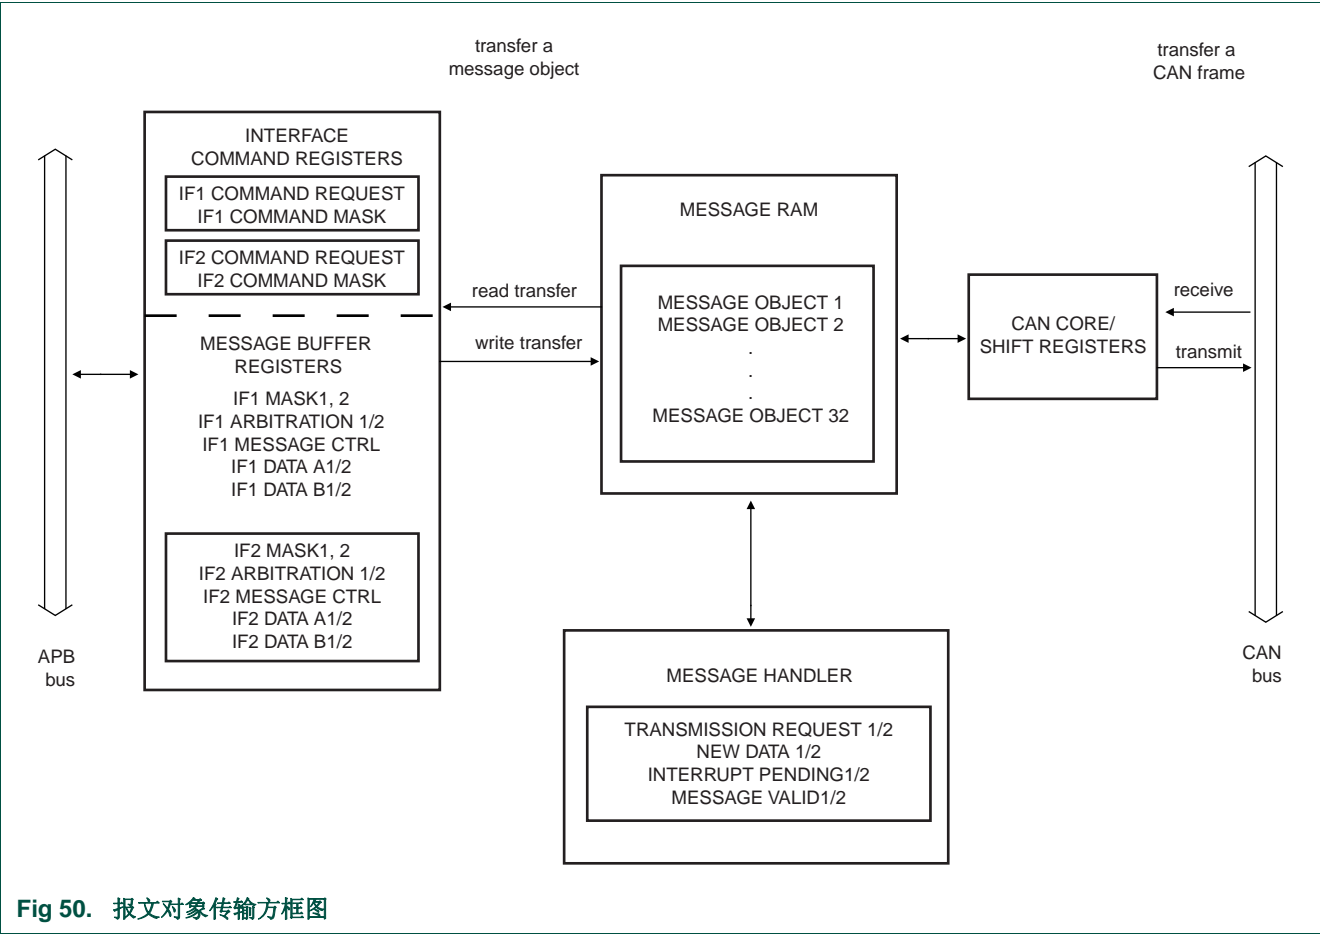 transfer a
message object
transfer a
CAN frame
INTERFACE
COMMAND REGISTERS
IF1 COMMAND REQUEST
IF1 COMMAND MASK
IF2 COMMAND REQUEST
IF2 COMMAND MASK
MESSAGE BUFFER
REGISTERS
IF1 MASK1, 2
IF1 ARBITRATION 1/2
IF1 MESSAGE CTRL
IF1 DATA A1/2
IF1 DATA B1/2
IF2 MASK1, 2
IF2 ARBITRATION 1/2
IF2 MESSAGE CTRL
IF2 DATA A1/2
IF2 DATA B1/2
APB
bus
read transfer
write transfer
MESSAGE RAM
MESSAGE OBJECT 1
MESSAGE OBJECT 2
.
.
.
MESSAGE OBJECT 32
CAN CORE/
SHIFT REGISTERS
receive
transmit
CAN
bus
MESSAGE HANDLER
TRANSMISSION REQUEST 1/2
NEW DATA 1/2
INTERRUPT PENDING1/2
MESSAGE VALID1/2
Fig 50. 报文对象传输方框图